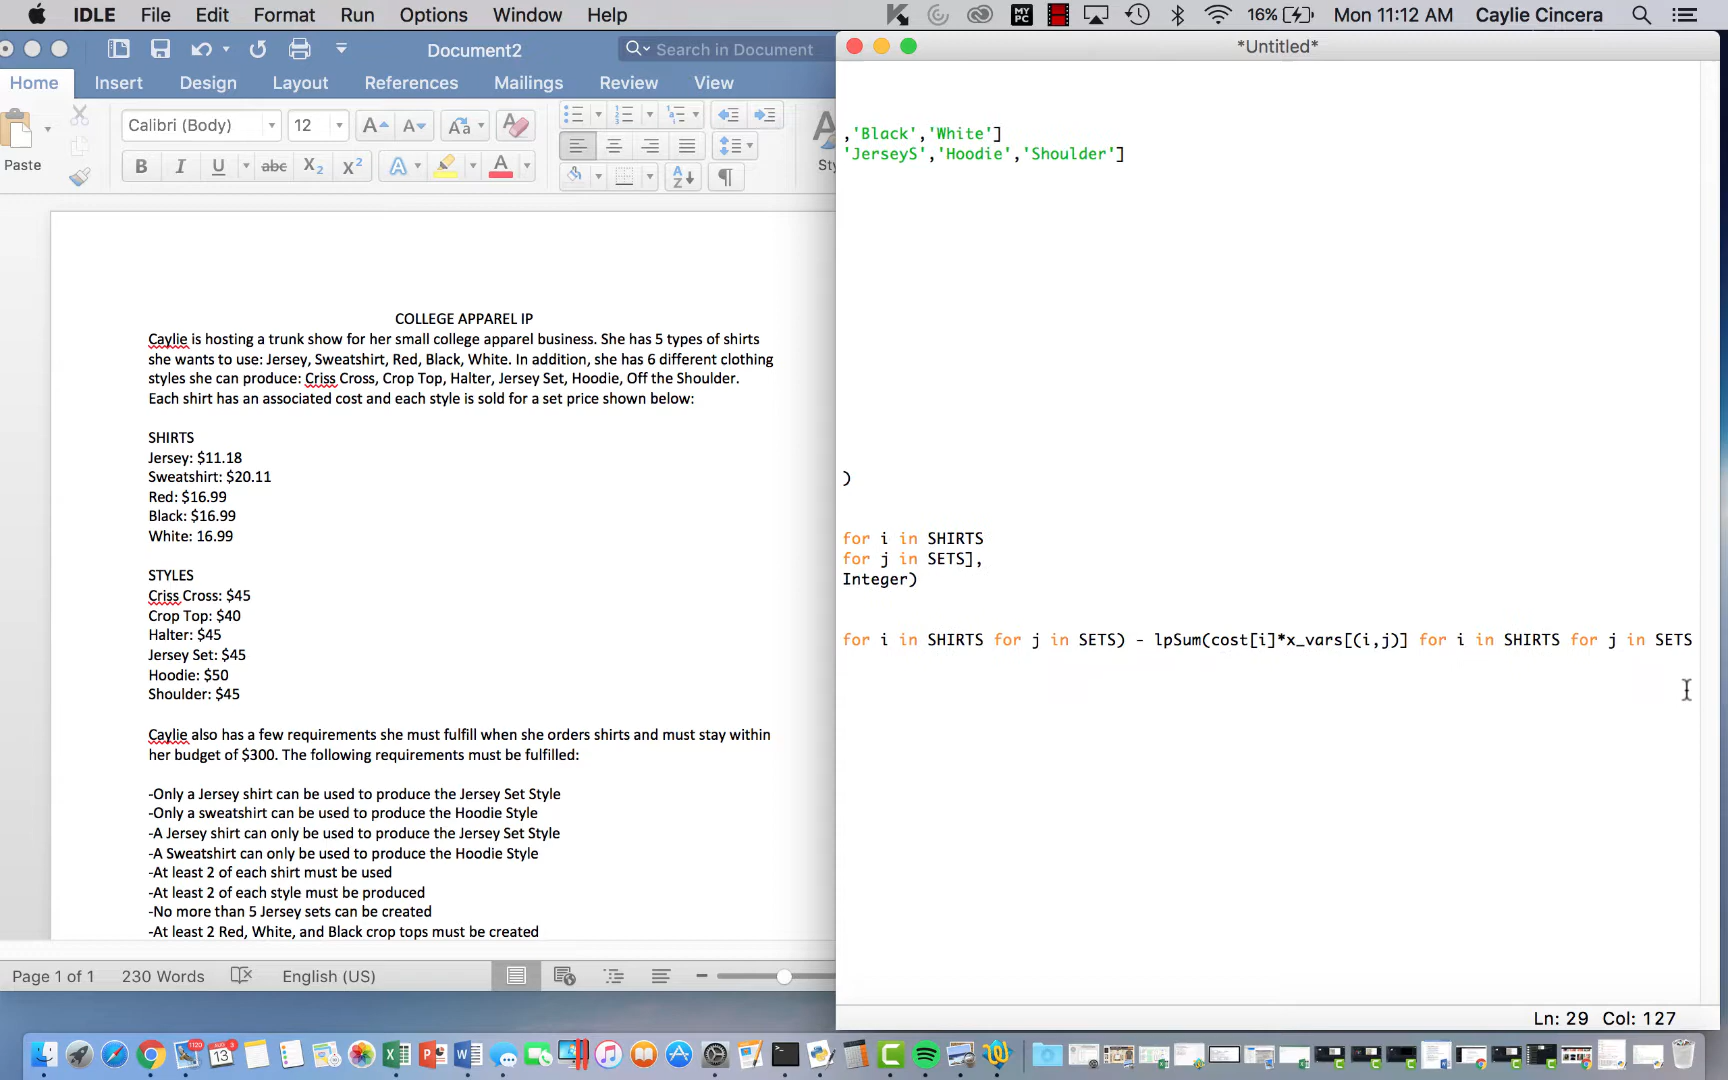 IDLE File Edit Format Run Options Window Help
MY PC
16% Mon 11:12 AM Caylie Cincera
Document2
Search in Document
Home Insert Design Layout References Mailings Review View
Paste
Calibri (Body) 12
Sty
COLLEGE APPAREL IP
Caylie is hosting a trunk show for her small college apparel business. She has 5 types of shirts
she wants to use: Jersey, Sweatshirt, Red, Black, White. In addition, she has 6 different clothing
styles she can produce: Criss Cross, Crop Top, Halter, Jersey Set, Hoodie, Off the Shoulder.
Each shirt has an associated cost and each style is sold for a set price shown below:
SHIRTS
Jersey: $11.18
Sweatshirt: $20.11
Red: $16.99
Black: $16.99
White: 16.99
STYLES
Criss Cross: $45
Crop Top: $40
Halter: $45
Jersey Set: $45
Hoodie: $50
Shoulder: $45
Caylie also has a few requirements she must fulfill when she orders shirts and must stay within
her budget of $300. The following requirements must be fulfilled:
-Only a Jersey shirt can be used to produce the Jersey Set Style
-Only a sweatshirt can be used to produce the Hoodie Style
-A Jersey shirt can only be used to produce the Jersey Set Style
-A Sweatshirt can only be used to produce the Hoodie Style
-At least 2 of each shirt must be used
-At least 2 of each style must be produced
-No more than 5 Jersey sets can be created
-At least 2 Red, White, and Black crop tops must be created
Page 1 of 1 230 Words English (US)
*Untitled*
,'Black','White']
'JerseyS','Hoodie','Shoulder']
)
for i in SHIRTS
for j in SETS],
Integer)
for i in SHIRTS for j in SETS) - lpSum(cost[i]*x_vars[(i,j)] for i in SHIRTS for j in SETS
Ln: 29 Col: 127